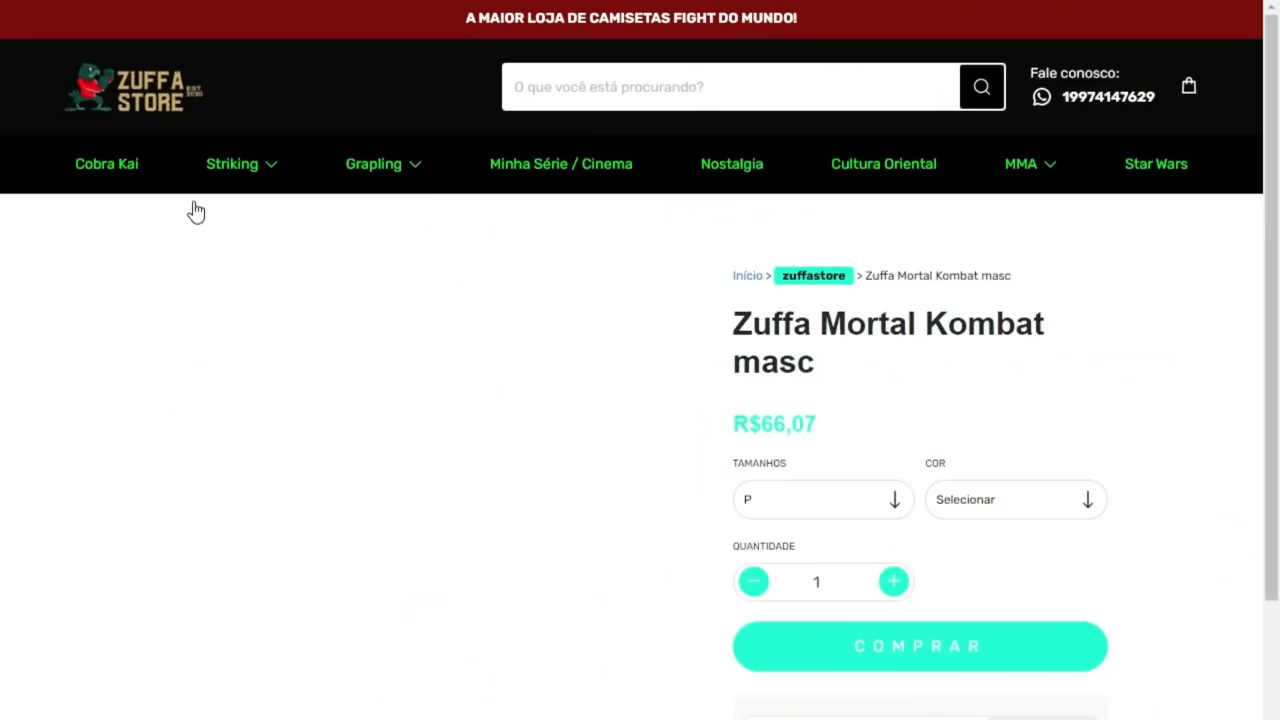 A MAIOR LOJA DE CAMISETAS FIGHT DO MUNDO!
ZUFFA
STORE
EST.
2020
O que você está procurando?
Fale conosco:
19974147629
Cobra Kai
Striking
Grapling
Minha Série / Cinema
Nostalgia
Cultura Oriental
MMA
Star Wars
Início > zuffastore > Zuffa Mortal Kombat masc
Zuffa Mortal Kombat
masc
R$66,07
TAMANHOS
COR
P
Selecionar
QUANTIDADE
1
COMPRAR